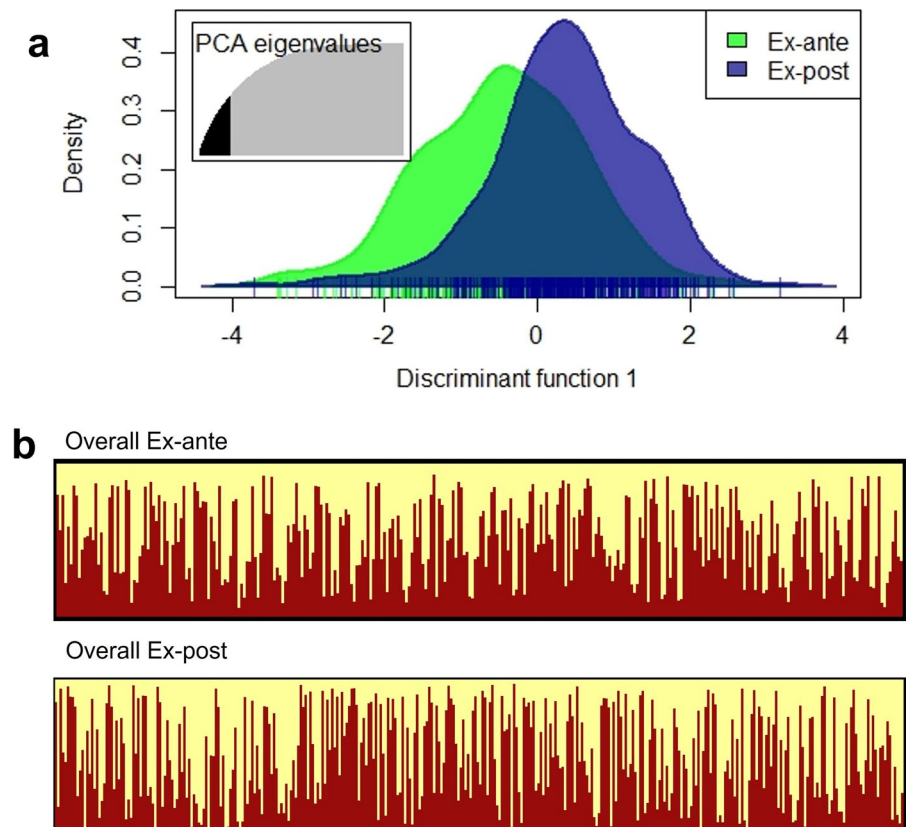 a
PCA eigenvalues
Ex-ante
Ex-post
Density
0.0
0.1
0.2
0.3
0.4
-4
-2
0
2
4
Discriminant function 1
b
Overall Ex-ante
Overall Ex-post